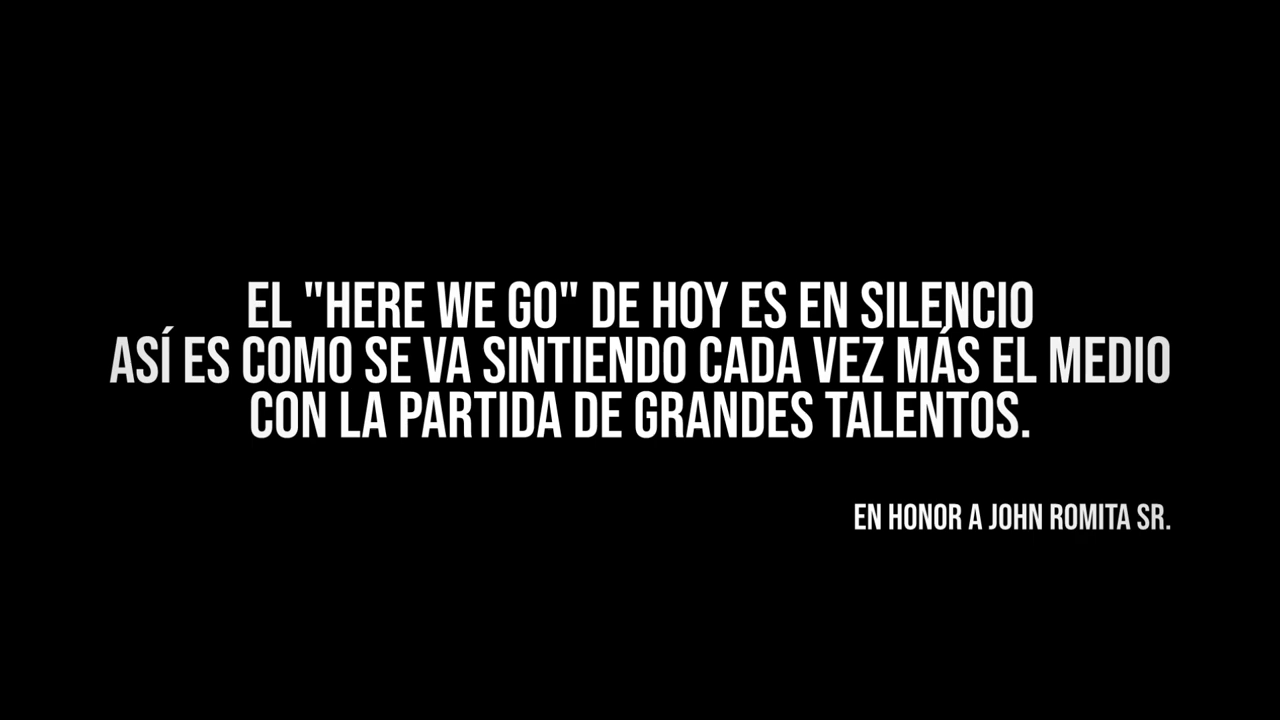 EL "HERE WE GO" DE HOY ES EN SILENCIO
ASÍ ES COMO SE VA SINTIENDO CADA VEZ MÁS EL MEDIO
CON LA PARTIDA DE GRANDES TALENTOS.
EN HONOR A JOHN ROMITA SR.